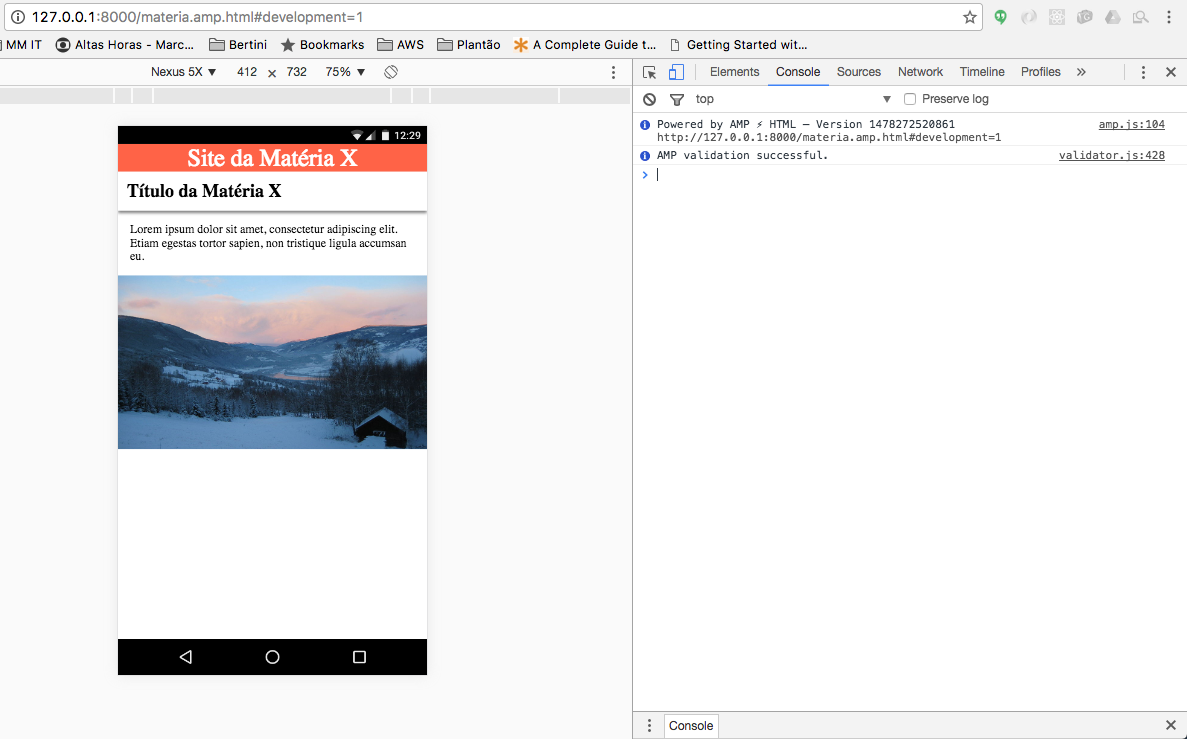 127.0.0.1:8000/materia.amp.html#development=1
MM IT
Altas Horas - Marc...
Bertini
Bookmarks
AWS
Plantão
A Complete Guide t...
Getting Started wit...
Nexus 5X ▼ 412 × 732 75% ▼
Elements Console Sources Network Timeline Profiles »
top ▼ Preserve log
Powered by AMP ⚡ HTML – Version 1478272520861 amp.js:104
http://127.0.0.1:8000/materia.amp.html#development=1
AMP validation successful. validator.js:428
>
12:29
Site da Matéria X
Título da Matéria X
Lorem ipsum dolor sit amet, consectetur adipiscing elit.
Etiam egestas tortor sapien, non tristique ligula accumsan
eu.
Console